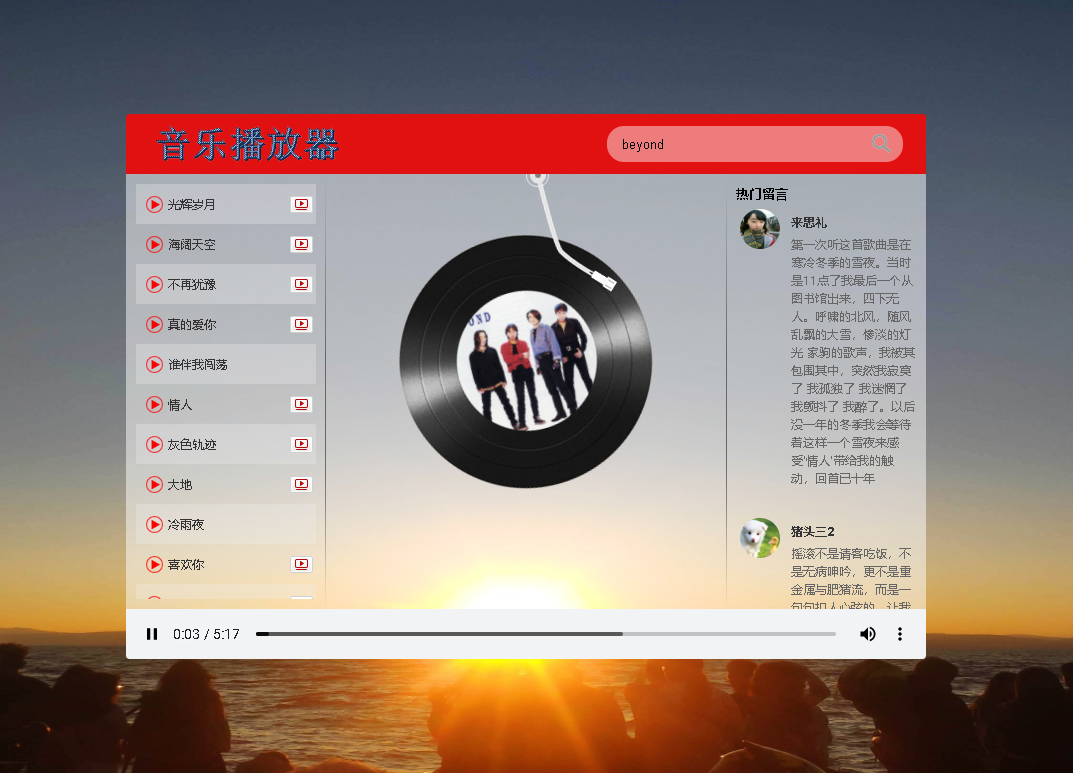 音乐播放器
beyond
光辉岁月
海阔天空
不再犹豫
真的爱你
谁伴我闯荡
情人
灰色轨迹
大地
冷雨夜
喜欢你
OND
热门留言
来思礼
第一次听这首歌曲是在
寒冷冬季的雪夜。当时
是11点了我最后一个从
图书馆出来，四下无
人。呼啸的北风，随风
乱飘的大雪，惨淡的灯
光 家驹的歌声，我被其
包围其中，突然我寂寞
了 我孤独了 我迷惘了
我颤抖了 我醉了。以后
没一年的冬季我会等待
着这样一个雪夜来感
受'情人'带给我的触
动，回首已十年
猪头三2
摇滚不是请客吃饭，不
是无病呻吟，更不是重
金属与肥猪流，而是一
句句扣人心弦的，让我
0:03 / 5:17